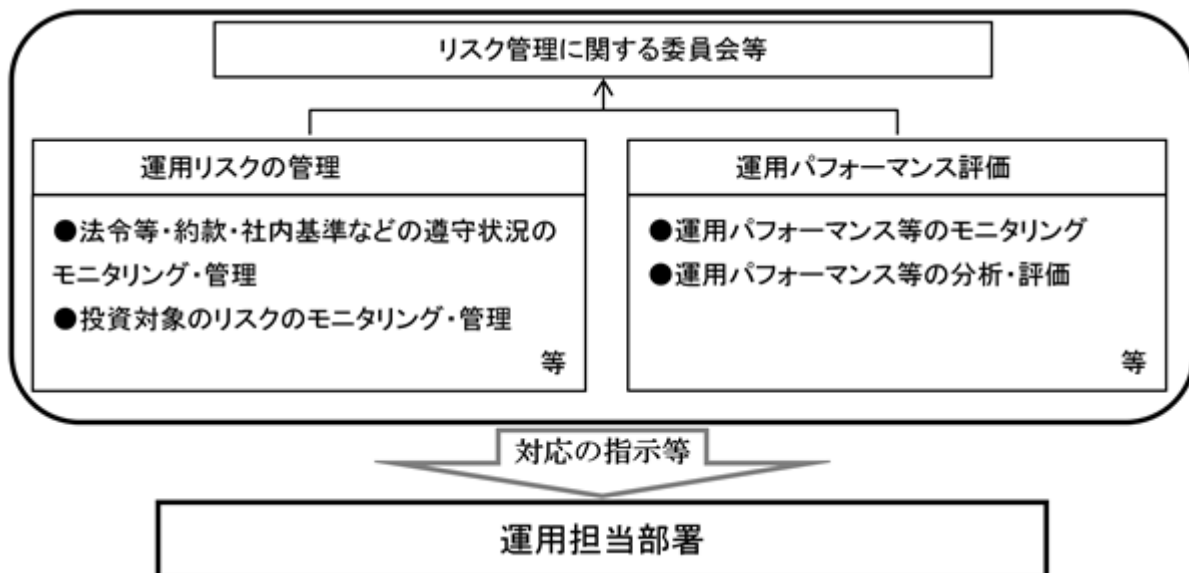 リスク管理に関する委員会等
運用リスクの管理
●法令等・約款・社内基準などの遵守状況の
モニタリング・管理
●投資対象のリスクのモニタリング・管理
等
運用パフォーマンス評価
●運用パフォーマンス等のモニタリング
●運用パフォーマンス等の分析・評価
等
対応の指示等
運用担当部署